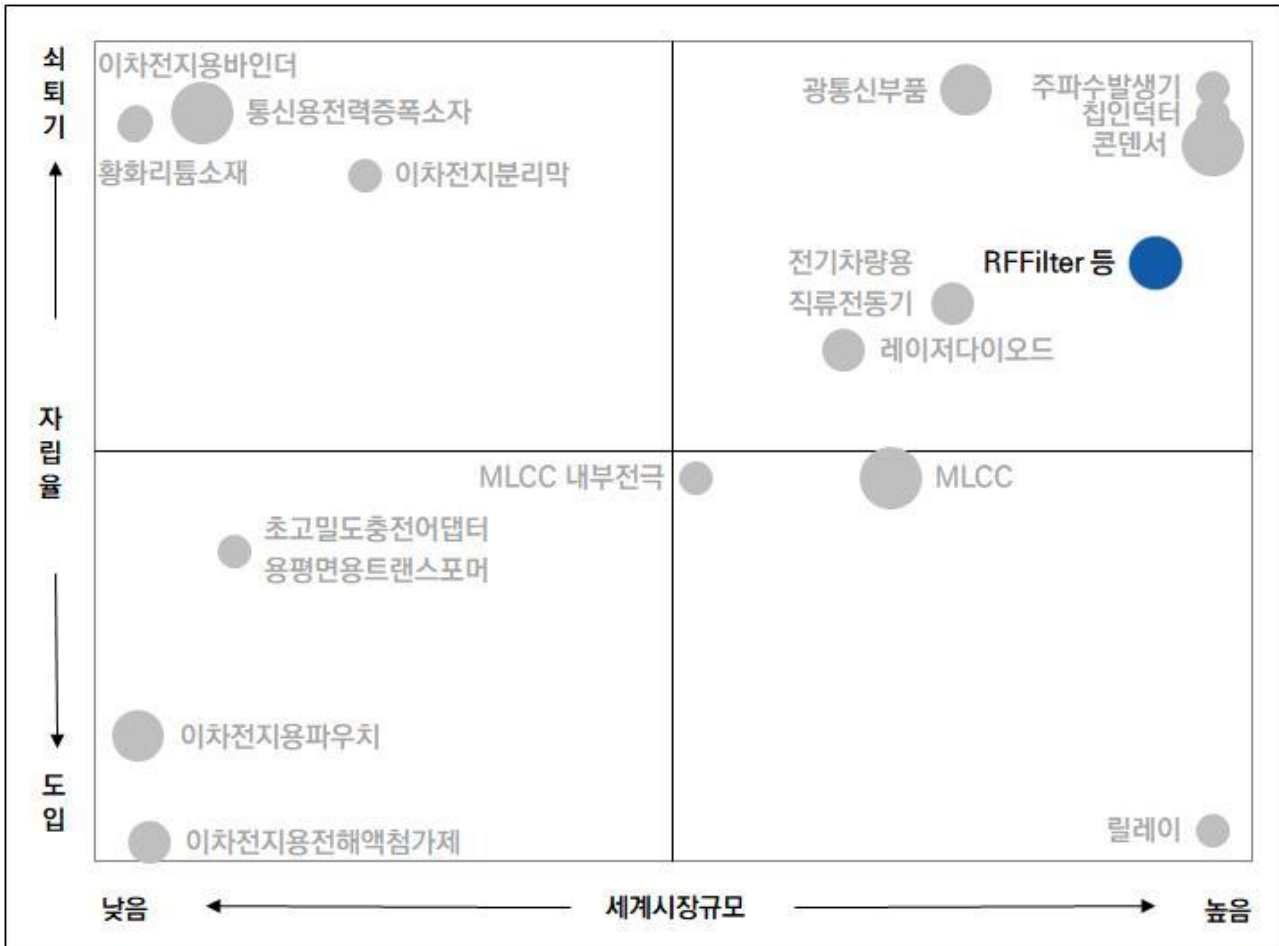 쇠퇴기
이차전지용바인더
통신용전력증폭소자
황화리튬소재
이차전지분리막
광통신부품
주파수발생기
칩인덕터
콘덴서
전기차량용
직류전동기
RFFilter 등
레이저다이오드
자립율
MLCC 내부전극
MLCC
초고밀도충전어댑터
용평면용트랜스포머
이차전지용파우치
도입
이차전지용전해액첨가제
릴레이
낮음
세계시장규모
높음